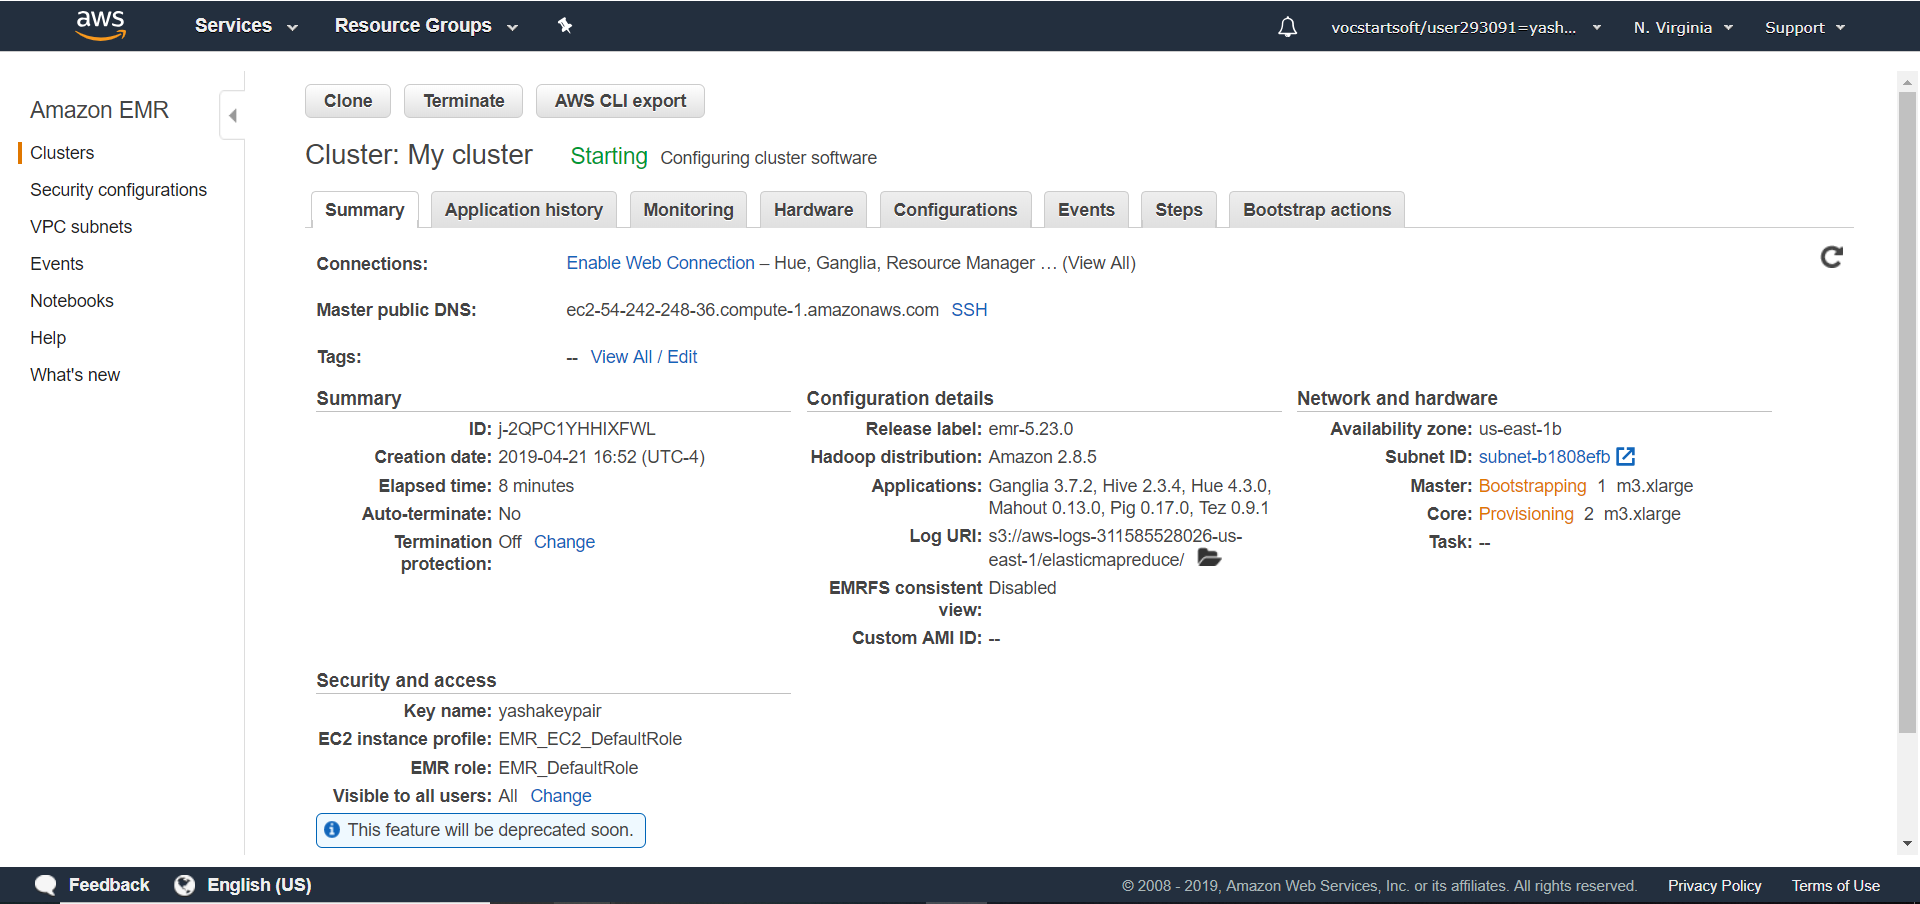 aws Services Resource Groups vocstartsoft/user293091=yash... N. Virginia Support
Amazon EMR
Clusters
Security configurations
VPC subnets
Events
Notebooks
Help
What's new
Clone Terminate AWS CLI export
Cluster: My cluster Starting Configuring cluster software
Summary Application history Monitoring Hardware Configurations Events Steps Bootstrap actions
Connections: Enable Web Connection – Hue, Ganglia, Resource Manager … (View All)
Master public DNS: ec2-54-242-248-36.compute-1.amazonaws.com SSH
Tags: -- View All / Edit
Summary
ID: j-2QPC1YHHIXFWL
Creation date: 2019-04-21 16:52 (UTC-4)
Elapsed time: 8 minutes
Auto-terminate: No
Termination Off Change
protection:
Configuration details
Release label: emr-5.23.0
Hadoop distribution: Amazon 2.8.5
Applications: Ganglia 3.7.2, Hive 2.3.4, Hue 4.3.0,
Mahout 0.13.0, Pig 0.17.0, Tez 0.9.1
Log URI: s3://aws-logs-311585528026-us-
east-1/elasticmapreduce/
EMRFS consistent Disabled
view:
Custom AMI ID: --
Network and hardware
Availability zone: us-east-1b
Subnet ID: subnet-b1808efb
Master: Bootstrapping 1 m3.xlarge
Core: Provisioning 2 m3.xlarge
Task: --
Security and access
Key name: yashakeypair
EC2 instance profile: EMR_EC2_DefaultRole
EMR role: EMR_DefaultRole
Visible to all users: All Change
This feature will be deprecated soon.
Feedback English (US) © 2008 - 2019, Amazon Web Services, Inc. or its affiliates. All rights reserved. Privacy Policy Terms of Use